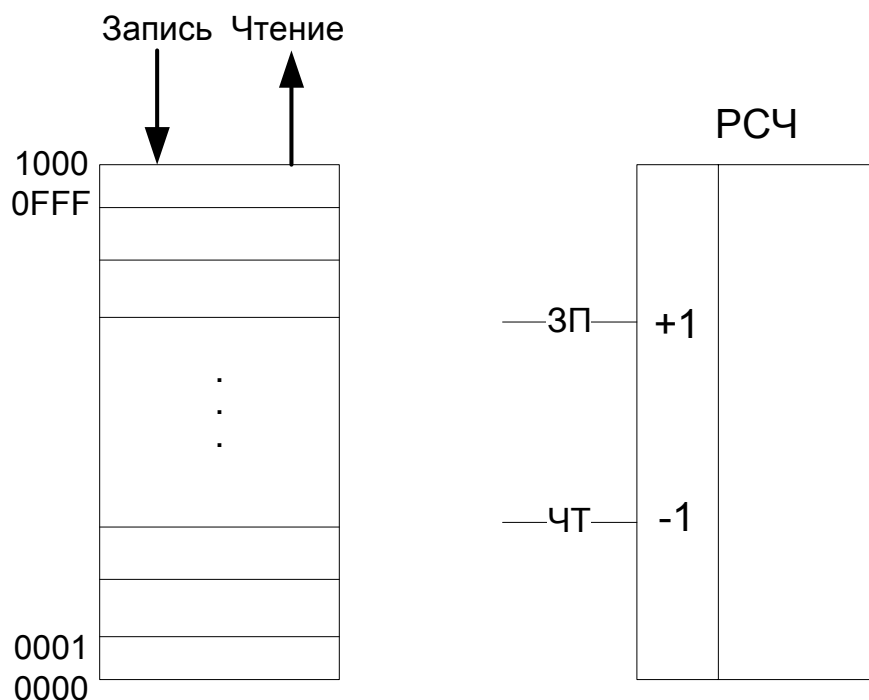 Запись Чтение
РСЧ
1000
0FFF
ЗП +1
ЧТ -1
0001
0000